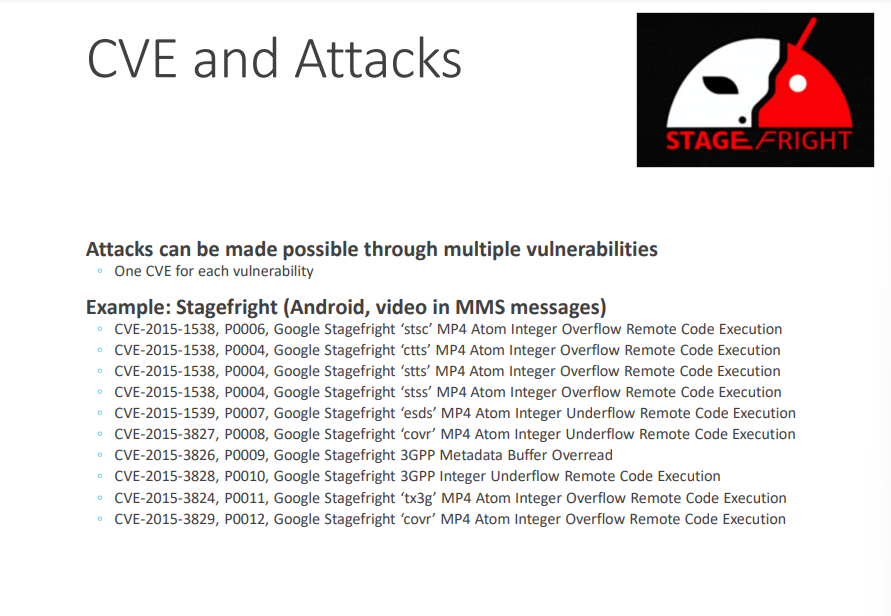 CVE and Attacks
STAGEFRIGHT
Attacks can be made possible through multiple vulnerabilities
◦ One CVE for each vulnerability
Example: Stagefright (Android, video in MMS messages)
◦ CVE-2015-1538, P0006, Google Stagefright ‘stsc’ MP4 Atom Integer Overflow Remote Code Execution
◦ CVE-2015-1538, P0004, Google Stagefright ‘ctts’ MP4 Atom Integer Overflow Remote Code Execution
◦ CVE-2015-1538, P0004, Google Stagefright ‘stts’ MP4 Atom Integer Overflow Remote Code Execution
◦ CVE-2015-1538, P0004, Google Stagefright ‘stss’ MP4 Atom Integer Overflow Remote Code Execution
◦ CVE-2015-1539, P0007, Google Stagefright ‘esds’ MP4 Atom Integer Underflow Remote Code Execution
◦ CVE-2015-3827, P0008, Google Stagefright ‘covr’ MP4 Atom Integer Underflow Remote Code Execution
◦ CVE-2015-3826, P0009, Google Stagefright 3GPP Metadata Buffer Overread
◦ CVE-2015-3828, P0010, Google Stagefright 3GPP Integer Underflow Remote Code Execution
◦ CVE-2015-3824, P0011, Google Stagefright ‘tx3g’ MP4 Atom Integer Overflow Remote Code Execution
◦ CVE-2015-3829, P0012, Google Stagefright ‘covr’ MP4 Atom Integer Overflow Remote Code Execution